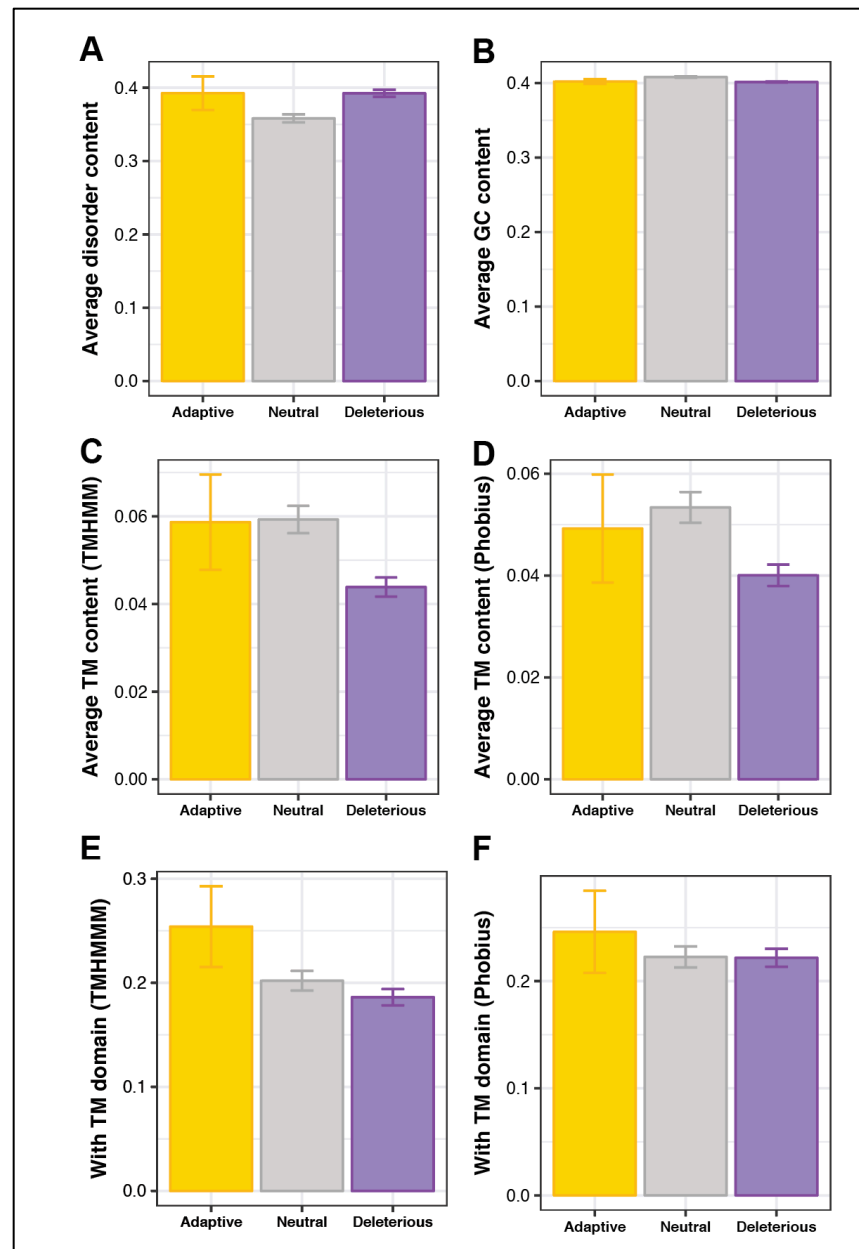 A
B
Average disorder content
0.4
0.3
0.2
0.1
0.0
Adaptive Neutral Deleterious
Average GC content
0.4
0.3
0.2
0.1
0.0
Adaptive Neutral Deleterious
C
D
Average TM content (TMHMM)
0.06
0.04
0.02
0.00
Adaptive Neutral Deleterious
Average TM content (Phobius)
0.06
0.04
0.02
0.00
Adaptive Neutral Deleterious
E
F
With TM domain (TMHMMM)
0.3
0.2
0.1
0.0
Adaptive Neutral Deleterious
With TM domain (Phobius)
0.2
0.1
0.0
Adaptive Neutral Deleterious